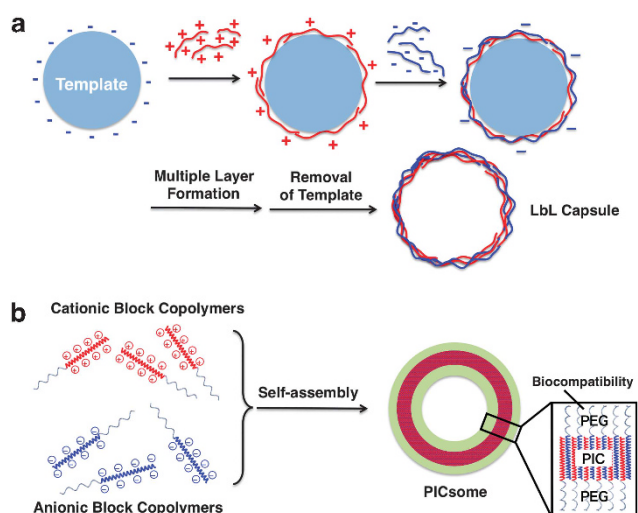 a
Template
Multiple Layer
Formation
Removal
of Template
LbL Capsule
b
Cationic Block Copolymers
Self-assembly
Anionic Block Copolymers
PICsome
Biocompatibility
PEG
PIC
PEG